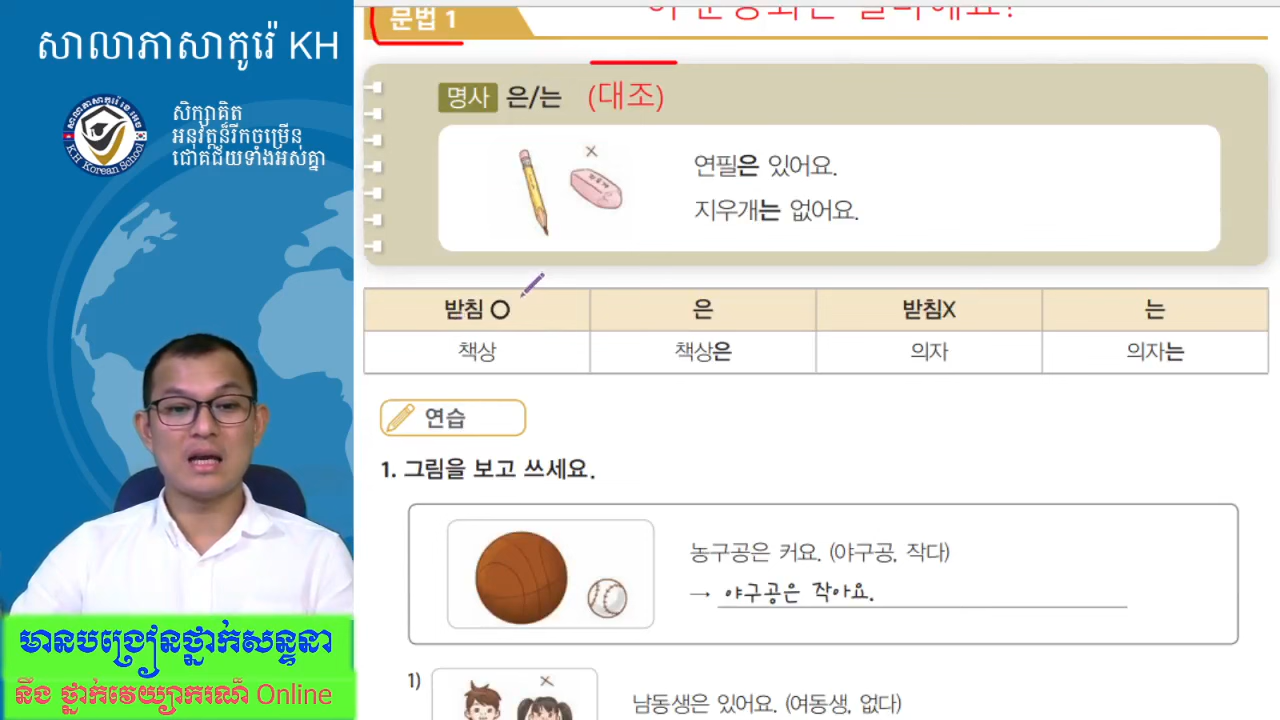 សាលាភាសាកូរ៉េ KH
សិក្សាគិត
អនុវត្តន៍រីកចម្រើន
ជោគជ័យទាំងអស់គ្នា
K.H Korean School
មានបង្រៀនថ្នាក់សន្ទនា
និង ថ្នាក់វេយ្យាករណ៍ Online
문법 1
명사 은/는 (대조)
연필은 있어요.
지우개는 없어요.
받침 O 은 받침X 는
책상 책상은 의자 의자는
연습
1. 그림을 보고 쓰세요.
농구공은 커요. (야구공, 작다)
→ 야구공은 작아요.
1)
남동생은 있어요. (여동생, 없다)